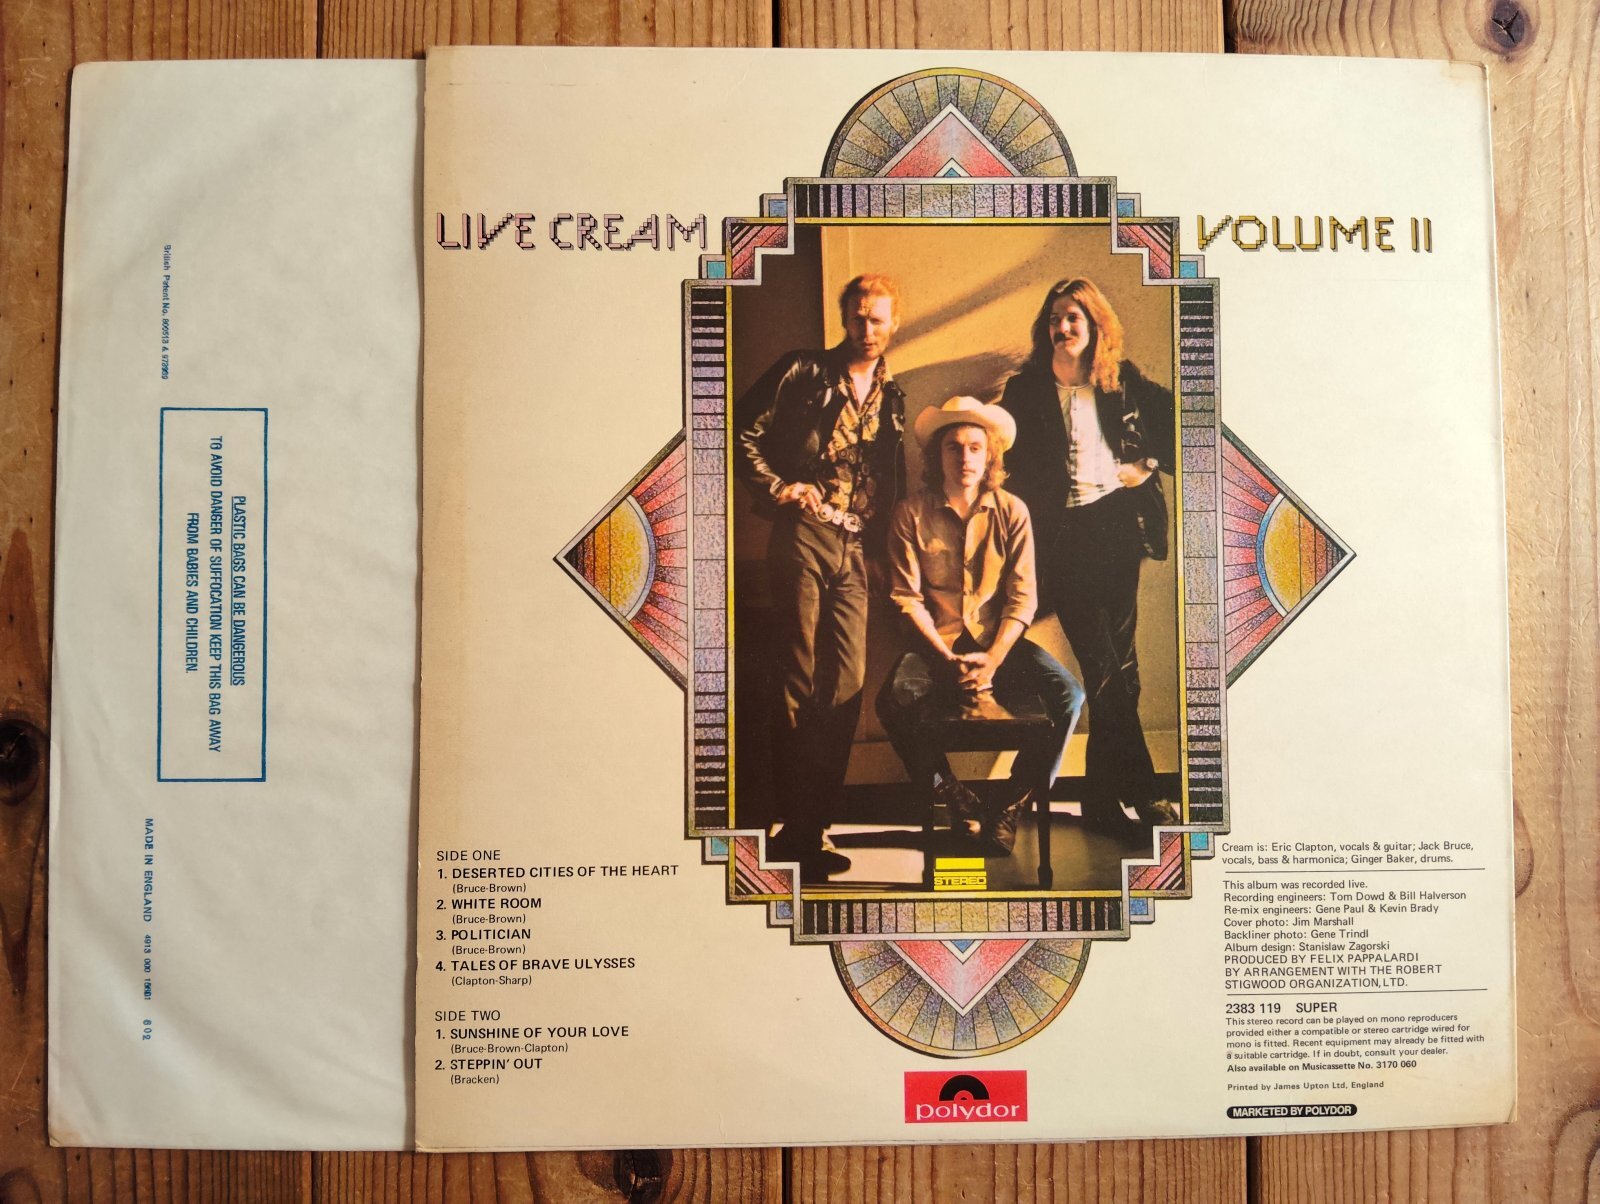 British Patent No. 899513 & 978969
PLASTIC BAGS CAN BE DANGEROUS
TO AVOID DANGER OF SUFFOCATION KEEP THIS BAG AWAY
FROM BABIES AND CHILDREN.
MADE IN ENGLAND 4913 000 602
LIVE CREAM
VOLUME II
STEREO
SIDE ONE
1. DESERTED CITIES OF THE HEART
(Bruce-Brown)
2. WHITE ROOM
(Bruce-Brown)
3. POLITICIAN
(Bruce-Brown)
4. TALES OF BRAVE ULYSSES
(Clapton-Sharp)
SIDE TWO
1. SUNSHINE OF YOUR LOVE
(Bruce-Brown-Clapton)
2. STEPPIN' OUT
(Bracken)
polydor
Cream is: Eric Clapton, vocals & guitar; Jack Bruce,
vocals, bass & harmonica; Ginger Baker, drums.
This album was recorded live.
Recording engineers: Tom Dowd & Bill Halverson
Re-mix engineers: Gene Paul & Kevin Brady
Cover photo: Jim Marshall
Backliner photo: Gene Trindl
Album design: Stanislaw Zagorski
PRODUCED BY FELIX PAPPALARDI
BY ARRANGEMENT WITH THE ROBERT
STIGWOOD ORGANIZATION, LTD.
2383 119 SUPER
This stereo record can be played on mono reproducers
provided either a compatible or stereo cartridge wired for
mono is fitted. Recent equipment may already be fitted with
a suitable cartridge. If in doubt, consult your dealer.
Also available on Musicassette No. 3170 060
Printed by James Upton Ltd, England
MARKETED BY POLYDOR